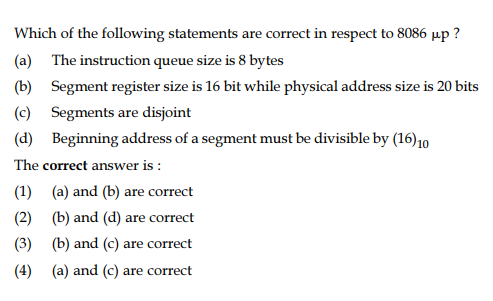 Which of the following statements are correct in respect to 8086 μp ?
(a) The instruction queue size is 8 bytes
(b) Segment register size is 16 bit while physical address size is 20 bits
(c) Segments are disjoint
(d) Beginning address of a segment must be divisible by (16)₁₀
The correct answer is :
(1) (a) and (b) are correct
(2) (b) and (d) are correct
(3) (b) and (c) are correct
(4) (a) and (c) are correct